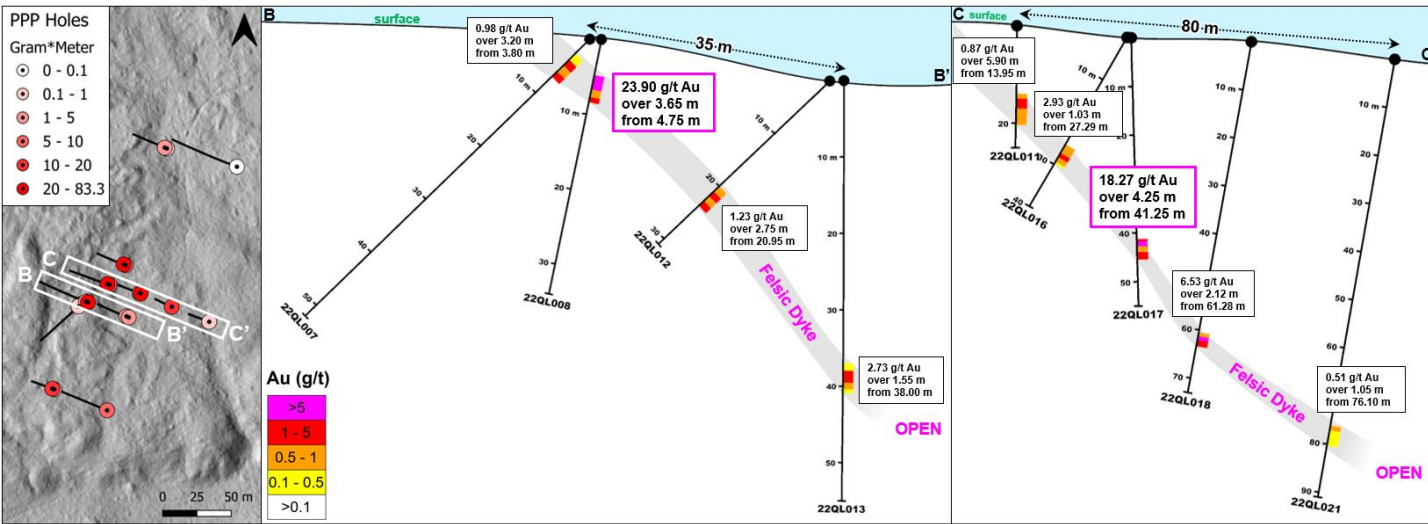 PPP Holes
Gram*Meter
0 - 0.1
0.1 - 1
1 - 5
5 - 10
10 - 20
20 - 83.3
C
B
B'
C'
0 25 50 m
B
surface
0.98 g/t Au
over 3.20 m
from 3.80 m
35 m
B'
23.90 g/t Au
over 3.65 m
from 4.75 m
10 m
20
30
40
50
22QL007
10 m
20
30
22QL008
10 m
20
30
22QL012
1.23 g/t Au
over 2.75 m
from 20.95 m
10 m
20
30
40
50
22QL013
Felsic Dyke
2.73 g/t Au
over 1.55 m
from 38.00 m
OPEN
Au (g/t)
>5
1 - 5
0.5 - 1
0.1 - 0.5
>0.1
C
surface
80 m
0.87 g/t Au
over 5.90 m
from 13.95 m
20
22QL011
2.93 g/t Au
over 1.03 m
from 27.29 m
10 m
30
40
22QL016
10 m
20
18.27 g/t Au
over 4.25 m
from 41.25 m
40
50
22QL017
10 m
20
30
40
60
70
22QL018
6.53 g/t Au
over 2.12 m
from 61.28 m
10 m
20
30
40
50
60
70
80
90
22QL021
Felsic Dyke
0.51 g/t Au
over 1.05 m
from 76.10 m
OPEN